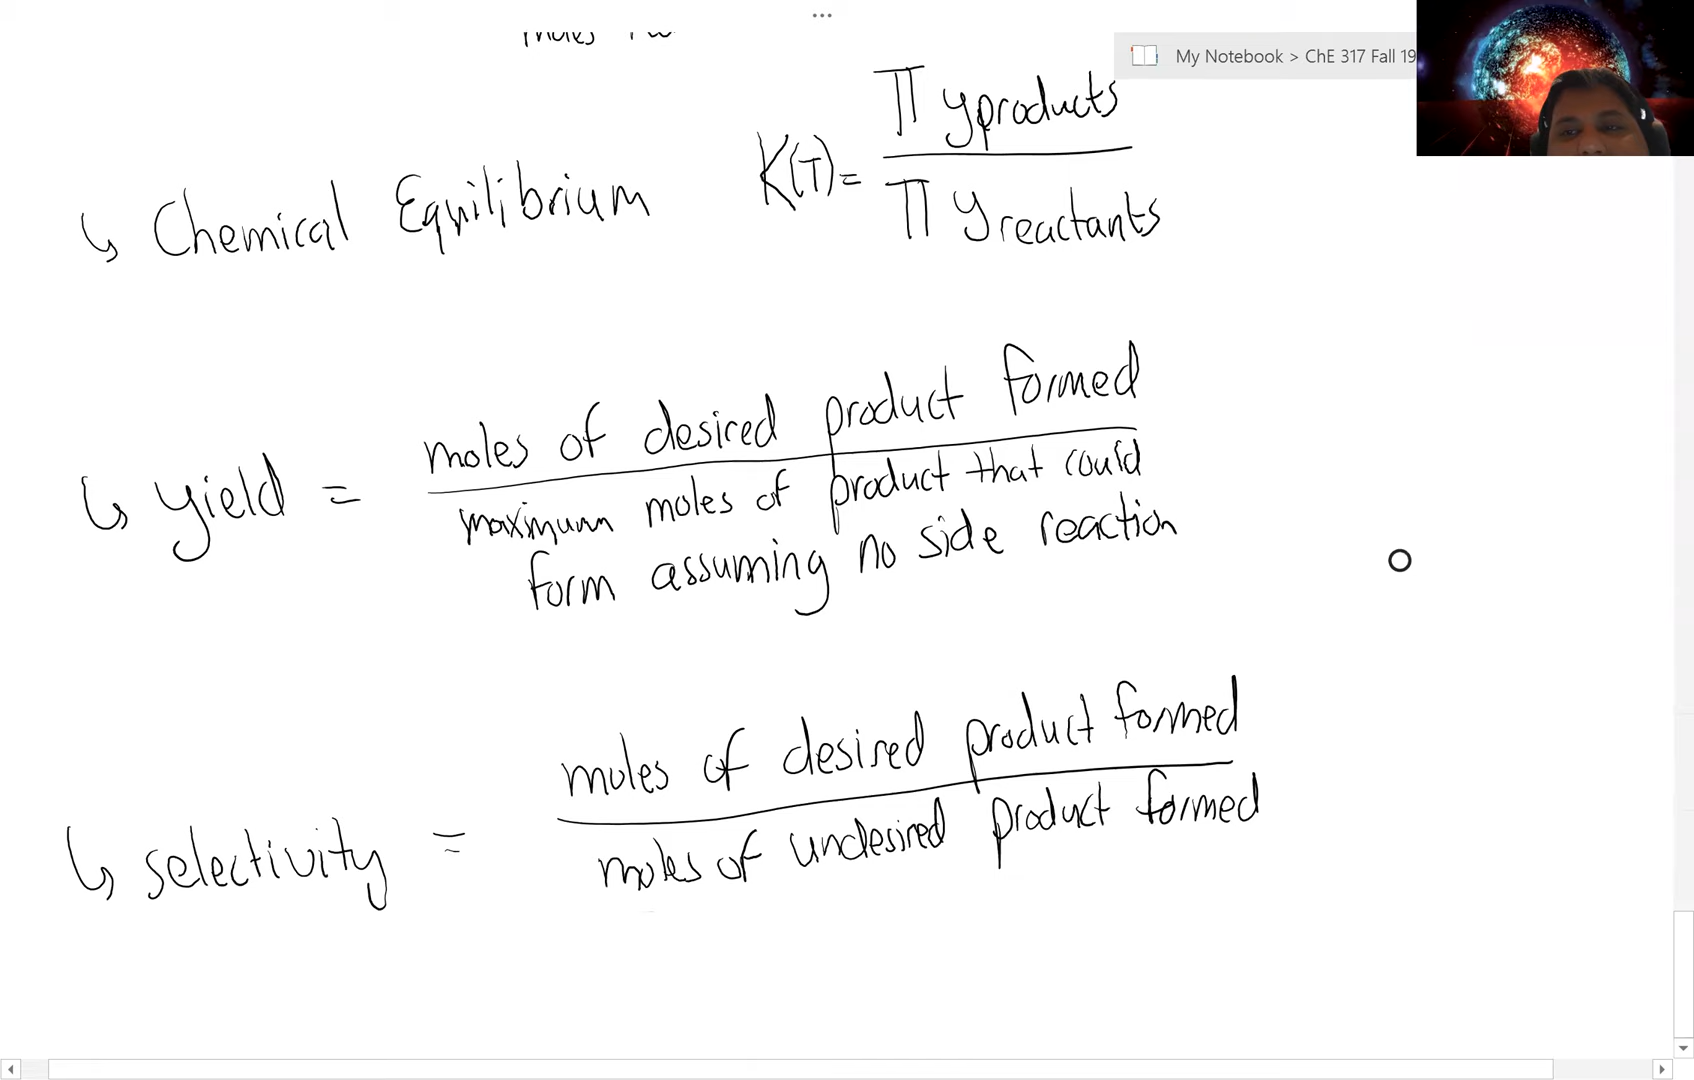 My Notebook > ChE 317 Fall 19
↳ Chemical Equilibrium K(T) = Π yproducts
Π yreactants
↳ yield = moles of desired product formed
maximum moles of product that could
form assuming no side reaction
↳ selectivity = moles of desired product formed
moles of undesired product formed